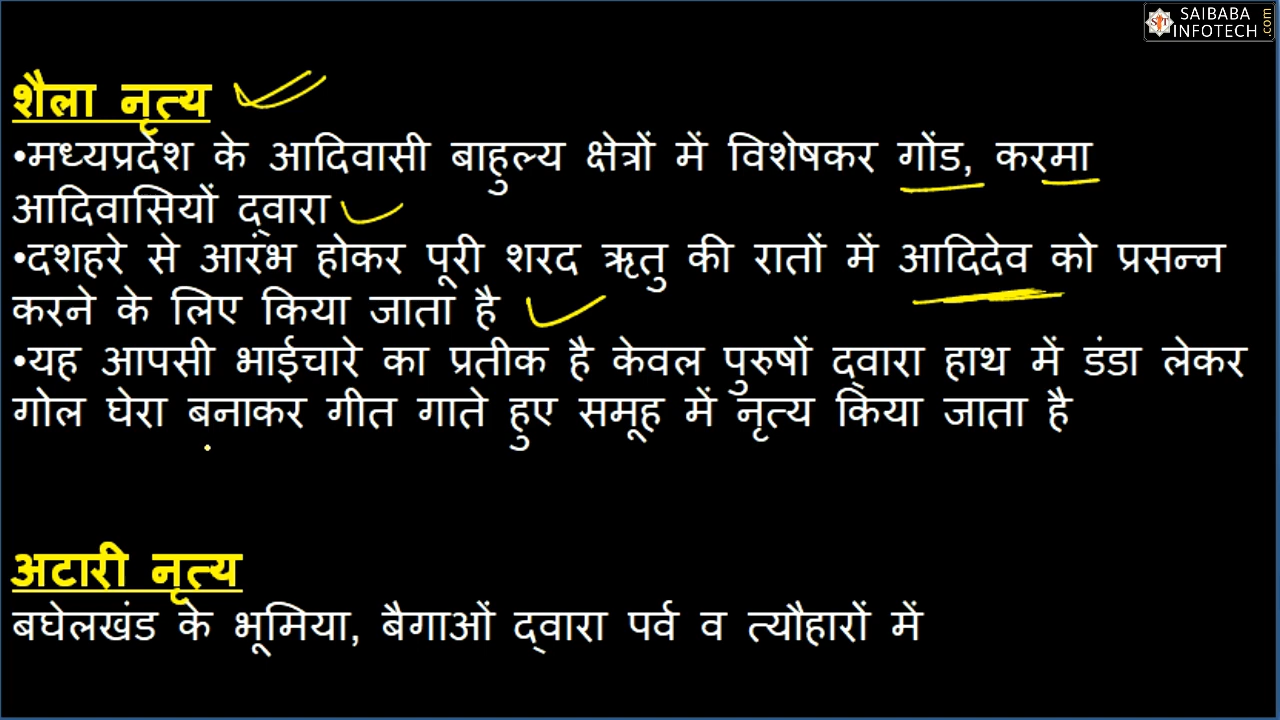 SAIBABA
INFOTECH
.com
शैला नृत्य
•मध्यप्रदेश के आदिवासी बाहुल्य क्षेत्रों में विशेषकर गोंड, करमा
आदिवासियों द्वारा
•दशहरे से आरंभ होकर पूरी शरद ऋतु की रातों में आदिदेव को प्रसन्न
करने के लिए किया जाता है
•यह आपसी भाईचारे का प्रतीक है केवल पुरुषों द्वारा हाथ में डंडा लेकर
गोल घेरा बनाकर गीत गाते हुए समूह में नृत्य किया जाता है
अटारी नृत्य
बघेलखंड के भूमिया, बैगाओं द्वारा पर्व व त्यौहारों में